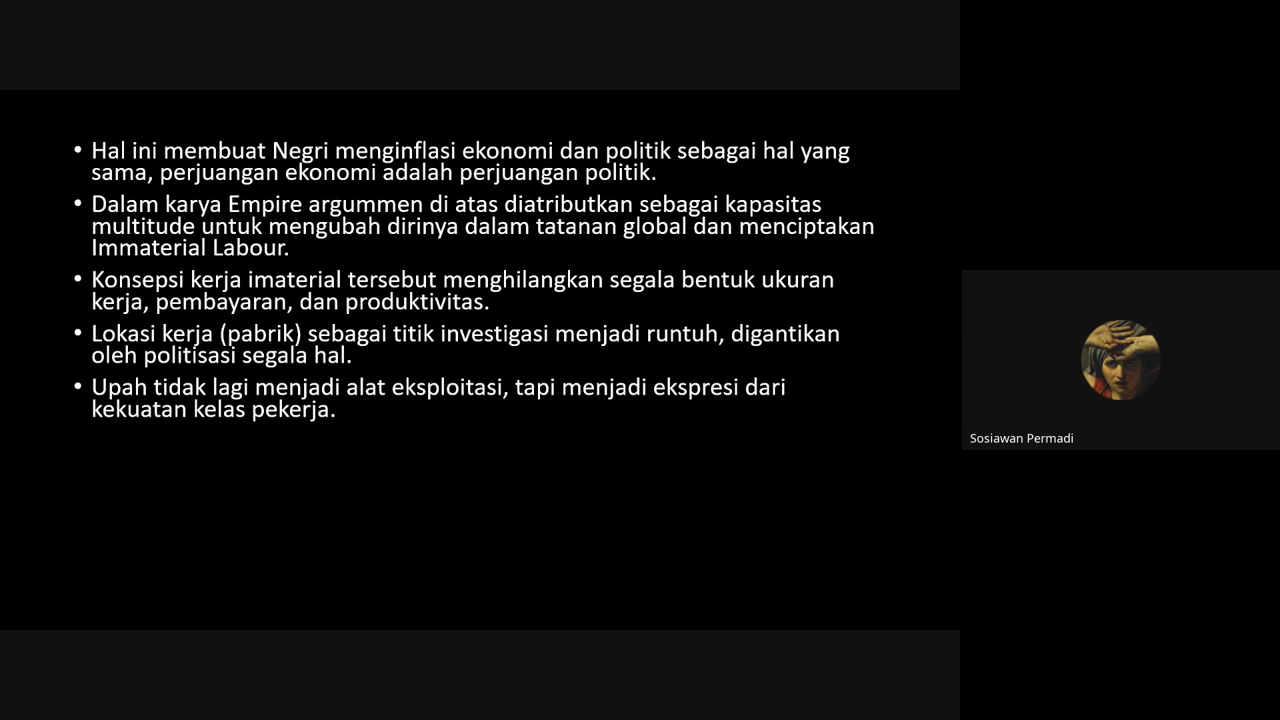 • Hal ini membuat Negri menginflasi ekonomi dan politik sebagai hal yang
sama, perjuangan ekonomi adalah perjuangan politik.
• Dalam karya Empire argummen di atas diatributkan sebagai kapasitas
multitude untuk mengubah dirinya dalam tatanan global dan menciptakan
Immaterial Labour.
• Konsepsi kerja imaterial tersebut menghilangkan segala bentuk ukuran
kerja, pembayaran, dan produktivitas.
• Lokasi kerja (pabrik) sebagai titik investigasi menjadi runtuh, digantikan
oleh politisasi segala hal.
• Upah tidak lagi menjadi alat eksploitasi, tapi menjadi ekspresi dari
kekuatan kelas pekerja.
Sosiawan Permadi